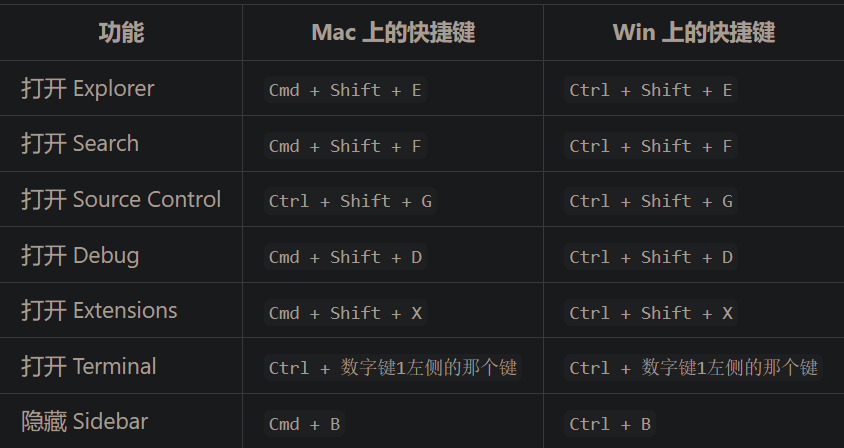 功能 Mac 上的快捷键 Win 上的快捷键
打开 Explorer Cmd + Shift + E Ctrl + Shift + E
打开 Search Cmd + Shift + F Ctrl + Shift + F
打开 Source Control Ctrl + Shift + G Ctrl + Shift + G
打开 Debug Cmd + Shift + D Ctrl + Shift + D
打开 Extensions Cmd + Shift + X Ctrl + Shift + X
打开 Terminal Ctrl + 数字键1左侧的那个键 Ctrl + 数字键1左侧的那个键
隐藏 Sidebar Cmd + B Ctrl + B